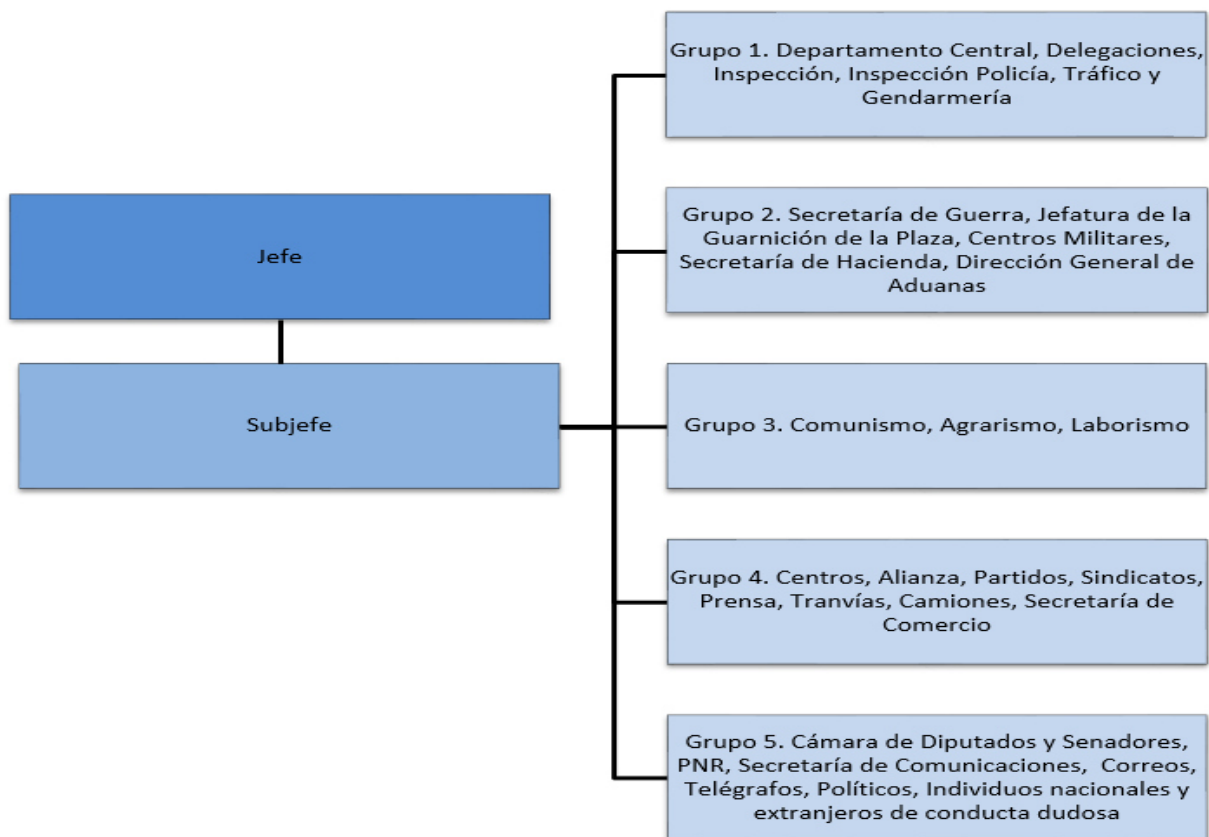 Jefe
Subjefe
Grupo 1. Departamento Central, Delegaciones,
Inspección, Inspección Policía, Tráfico y
Gendarmería
Grupo 2. Secretaría de Guerra, Jefatura de la
Guarnición de la Plaza, Centros Militares,
Secretaría de Hacienda, Dirección General de
Aduanas
Grupo 3. Comunismo, Agrarismo, Laborismo
Grupo 4. Centros, Alianza, Partidos, Sindicatos,
Prensa, Tranvías, Camiones, Secretaría de
Comercio
Grupo 5. Cámara de Diputados y Senadores,
PNR, Secretaría de Comunicaciones, Correos,
Telégrafos, Políticos, Individuos nacionales y
extranjeros de conducta dudosa